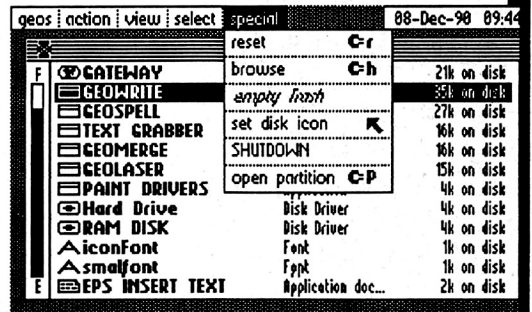 geos action view select special 08-Dec-90 09:44
reset C=r
browse C=h
empty trash
set disk icon
SHUTDOWN
open partition C=P
F GATEWAY 21k on disk
GEOWRITE 35k on disk
GEOSPELL 27k on disk
TEXT GRABBER 16k on disk
GEOMERGE 16k on disk
GEOLASER 15k on disk
PAINT DRIVERS 4k on disk
Hard Drive Disk Driver 4k on disk
RAM DISK Disk Driver 4k on disk
iconFont Font 1k on disk
smalfont Font 1k on disk
E EPS INSERT TEXT Application doc... 2k on disk